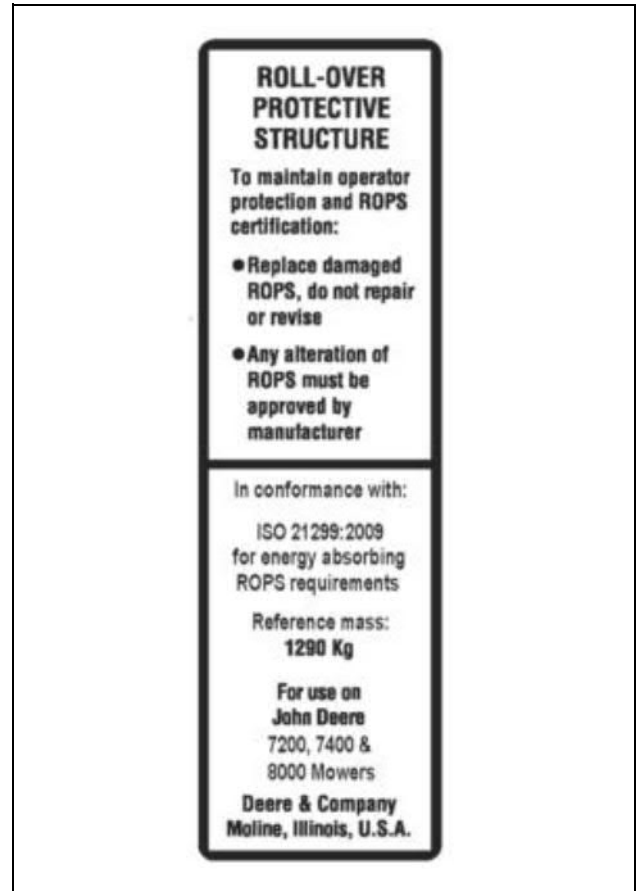 ROLL-OVER
PROTECTIVE
STRUCTURE
To maintain operator
protection and ROPS
certification:
●Replace damaged
ROPS, do not repair
or revise
●Any alteration of
ROPS must be
approved by
manufacturer
In conformance with:
ISO 21299:2009
for energy absorbing
ROPS requirements
Reference mass:
1290 Kg
For use on
John Deere
7200, 7400 &
8000 Mowers
Deere & Company
Moline, Illinois, U.S.A.